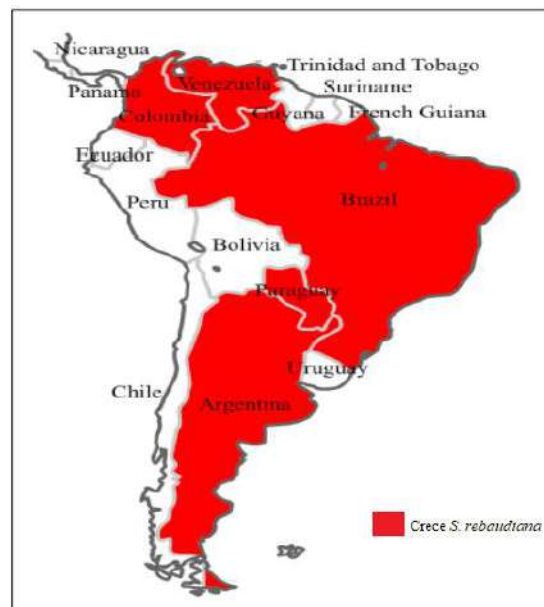 Nicaragua
Trinidad and Tobago
Panama
Venezuela
Suriname
Colombia
Guyana
French Guiana
Ecuador
Peru
Brazil
Bolivia
Paraguay
Uruguay
Chile
Argentina
Crece S. rebaudiana